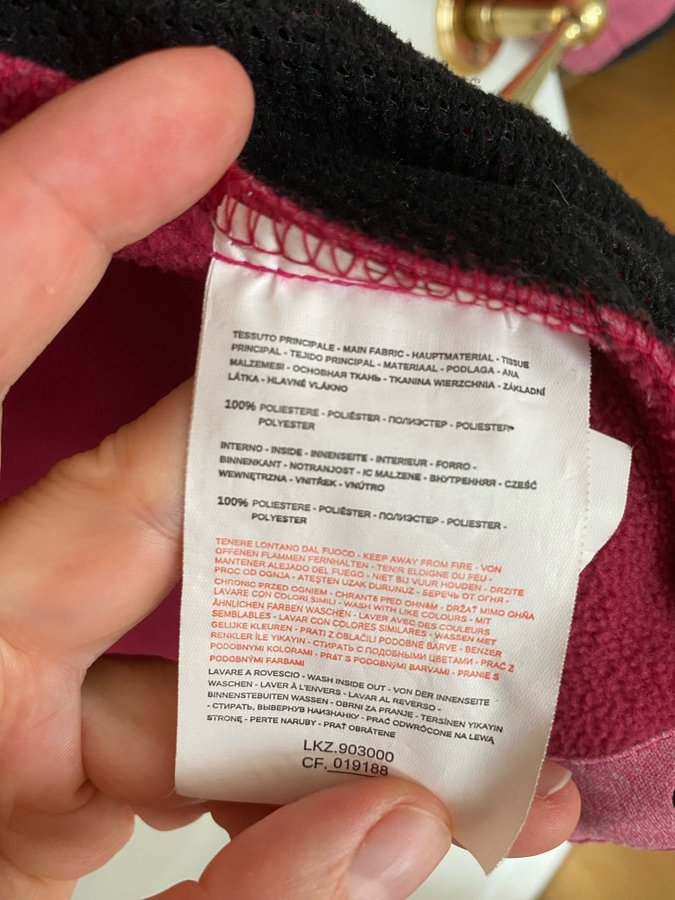 TESSUTO PRINCIPALE - MAIN FABRIC - HAUPTMATERIAL - TISSUE
PRINCIPAL - TEJIDO PRINCIPAL - MATERIAAL - PODLAGA - ANA
MALZEMESI - ОСНОВНАЯ ТКАНЬ - TKANINA WIERZCHNIA - ZÁKLADNÍ
LÁTKA - HLAVNÉ VLÁKNO
100% POLIESTERE - POLIÉSTER - ПОЛИЭСТЕР - POLIESTER -
POLYESTER
INTERNO - INSIDE - INNENSEITE - INTERIEUR - FORRO -
BINNENKANT - NOTRANJOST - IC MALZENE - ВНУТРЕННЯЯ - CZEŚĆ
WEWNĘTRZNA - VNITŘEK - VNÚTRO
100% POLIESTERE - POLIÉSTER - ПОЛИЭСТЕР - POLIESTER -
POLYESTER
TENERE LONTANO DAL FUOCO - KEEP AWAY FROM FIRE - VON
OFFENEN FLAMMEN FERNHALTEN - TENIR ELOIGNE DU FEU -
MANTENER ALEJADO DEL FUEGO - NIET BIJ VUUR HOUDEN - DRZITE
PROC OD OGNJA - ATEŞTEN UZAK DURUNUZ - БЕРЕЧЬ ОТ ОГНЯ -
CHRONIC PRZED OGNIEM - CHRANTE PŘED OHNĚM - DRŽAŤ MIMO OHŇA
LAVARE CON COLORI SIMILI - WASH WITH LIKE COLOURS - MIT
ÄHNLICHEN FARBEN WASCHEN - LAVER AVEC DES COULEURS
SEMBLABLES - LAVAR CON COLORES SIMILARES - WASSEN MET
GELIJKE KLEUREN - PRATI Z OBLAČILI PODOBNE BARVE - BENZER
RENKLER İLE YIKAYIN - СТИРАТЬ С ПОДОБНЫМИ ЦВЕТАМИ - PRAC Z
PODOBNYMI KOLORAMI - PRáT S PODOBNÝMI BARVAMI - PRANIE S
PODOBNÝMI FARBAMI
LAVARE A ROVESCIO - WASH INSIDE OUT - VON DER INNENSEITE
WASCHEN - LAVER À L'ENVERS - LAVAR AL REVERSO -
BINNENSTEBUITEN WASSEN - OBRNI ZA PRANJE - TERSİNEN YIKAYIN
- СТИРАТЬ, ВЫВЕРНУВ НАИЗНАНКУ - PRAĆ ODWRÓCONE NA LEWĄ
STRONĘ - PERTE NARUBY - PRAŤ OBRÁTENE
LKZ.903000
CF. 019188